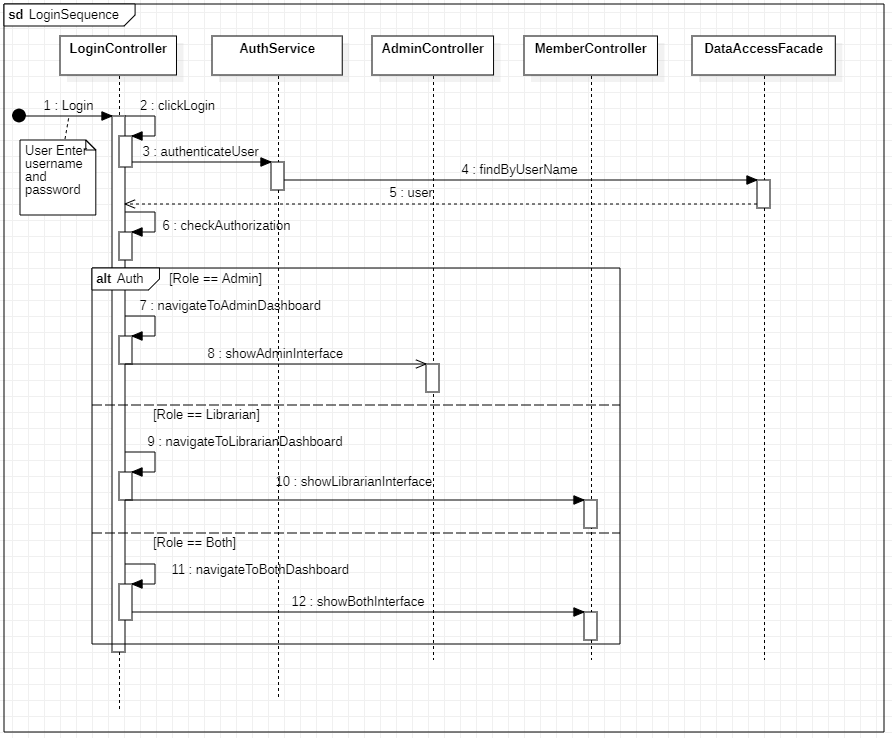 sd LoginSequence
LoginController
AuthService
AdminController
MemberController
DataAccessFacade
1 : Login
2 : clickLogin
User Enter
username
and
password
3 : authenticateUser
4 : findByUserName
5 : user
6 : checkAuthorization
alt Auth
[Role == Admin]
7 : navigateToAdminDashboard
8 : showAdminInterface
[Role == Librarian]
9 : navigateToLibrarianDashboard
10 : showLibrarianInterface
[Role == Both]
11 : navigateToBothDashboard
12 : showBothInterface